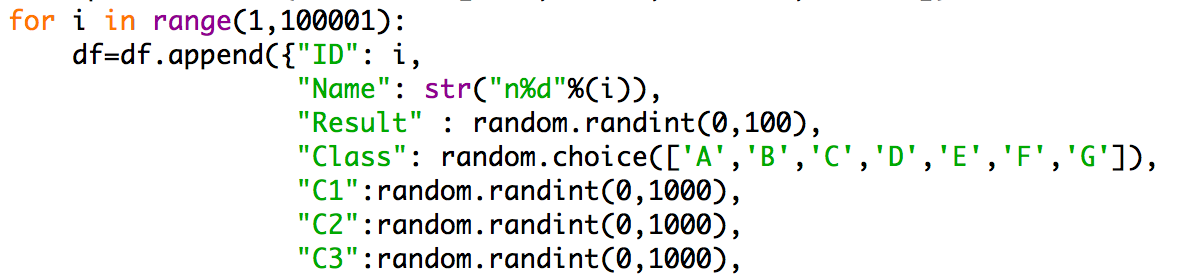 for i in range(1,100001):
    df=df.append({"ID": i,
                  "Name": str("n%d"%(i)),
                  "Result" : random.randint(0,100),
                  "Class": random.choice(['A','B','C','D','E','F','G']),
                  "C1":random.randint(0,1000),
                  "C2":random.randint(0,1000),
                  "C3":random.randint(0,1000),